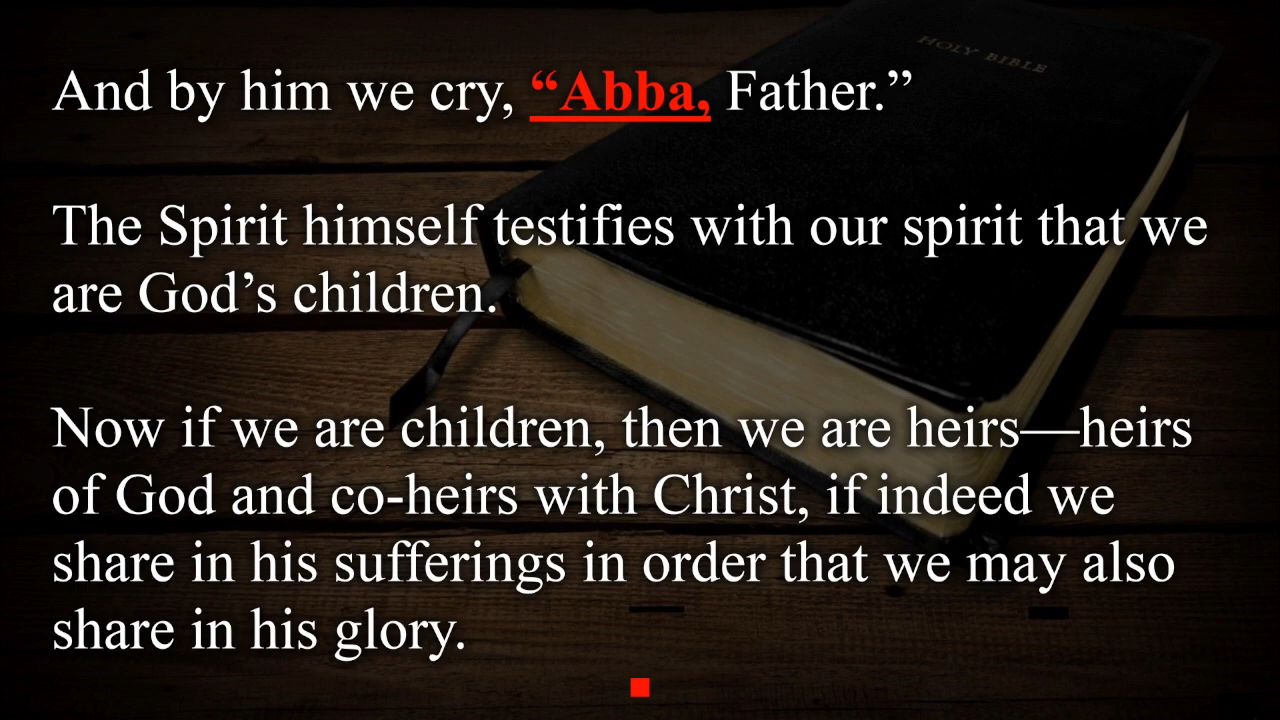 HOLY BIBLE
And by him we cry, “Abba, Father.”
The Spirit himself testifies with our spirit that we
are God’s children.
Now if we are children, then we are heirs—heirs
of God and co-heirs with Christ, if indeed we
share in his sufferings in order that we may also
share in his glory.